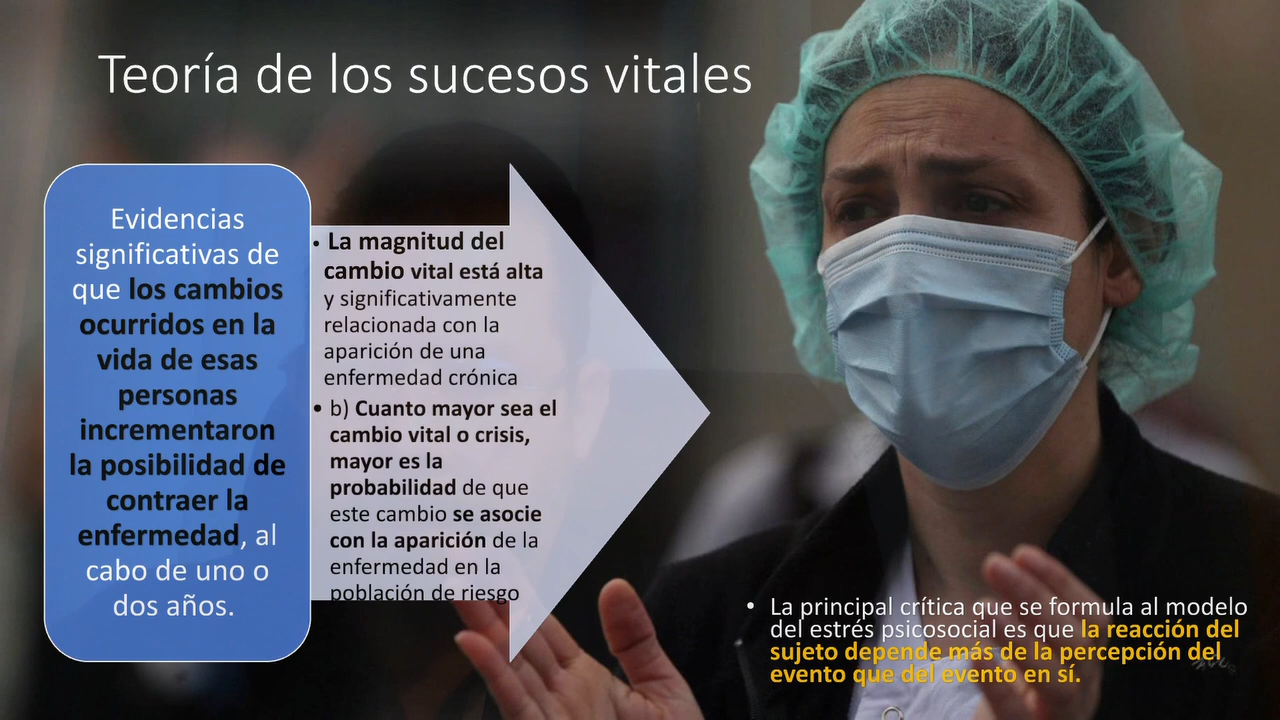 Teoría de los sucesos vitales
Evidencias
significativas de
que los cambios
ocurridos en la
vida de esas
personas
incrementaron
la posibilidad de
contraer la
enfermedad, al
cabo de uno o
dos años.
• La magnitud del
cambio vital está alta
y significativamente
relacionada con la
aparición de una
enfermedad crónica
• b) Cuanto mayor sea el
cambio vital o crisis,
mayor es la
probabilidad de que
este cambio se asocie
con la aparición de la
enfermedad en la
población de riesgo
• La principal crítica que se formula al modelo
del estrés psicosocial es que la reacción del
sujeto depende más de la percepción del
evento que del evento en sí.